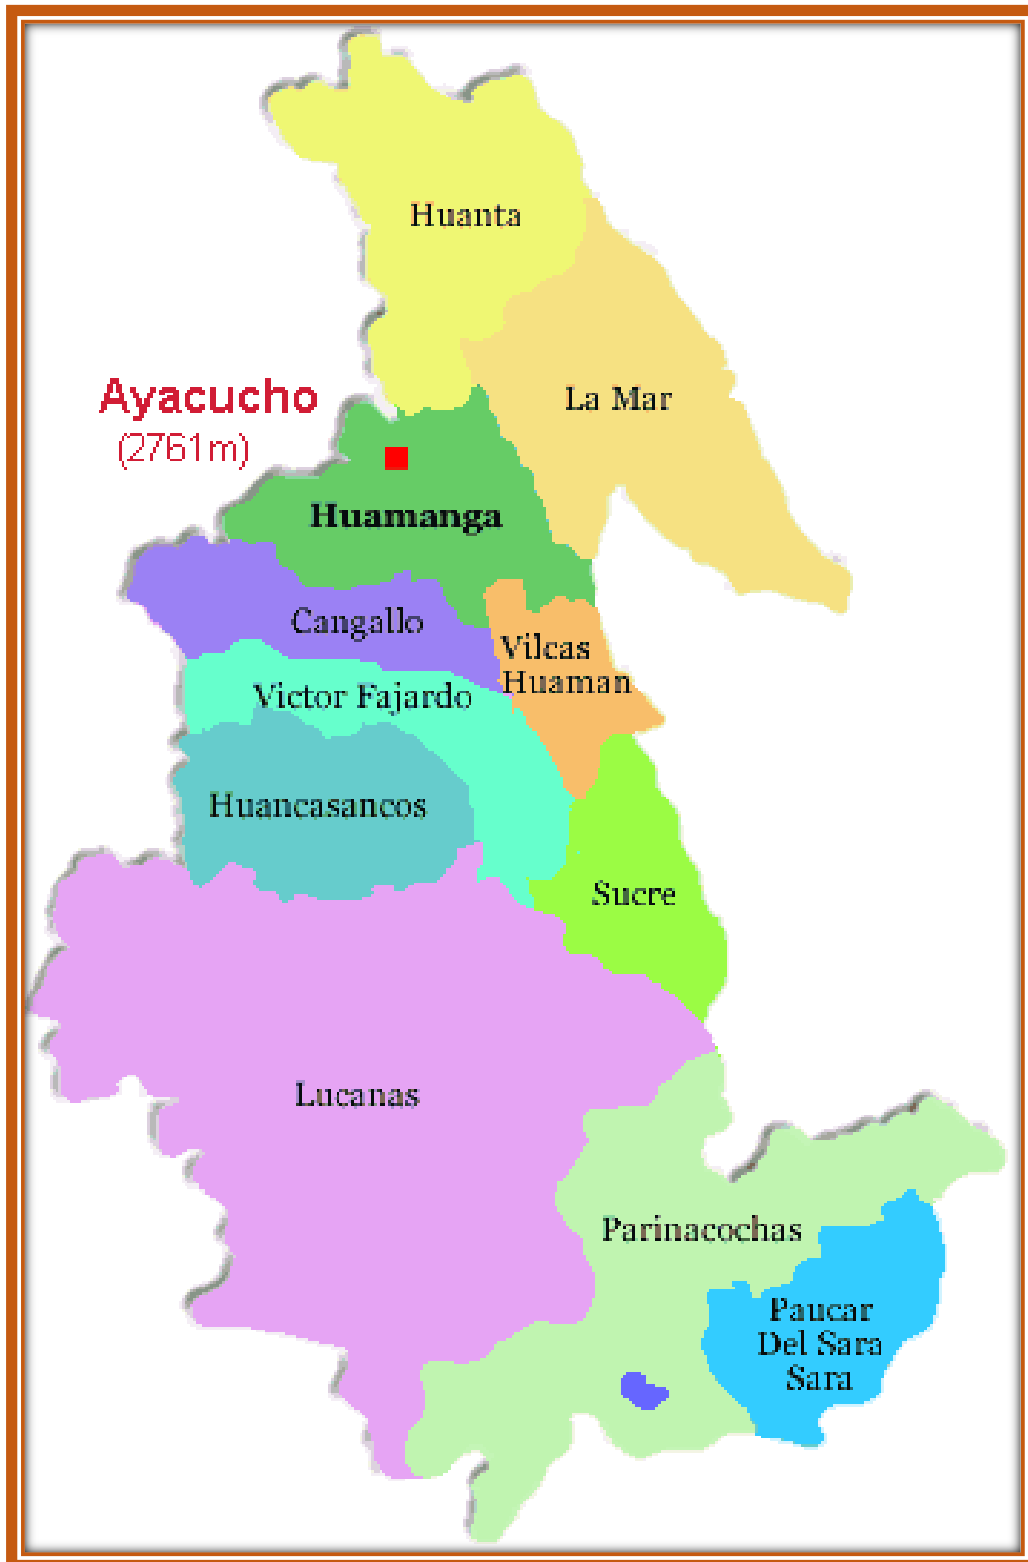 Huanta
La Mar
Ayacucho
(2761m)
Huamanga
Cangallo
Vilcas
Huaman
Victor Fajardo
Huancasancos
Sucre
Lucanas
Parinacochas
Paucar
Del Sara
Sara